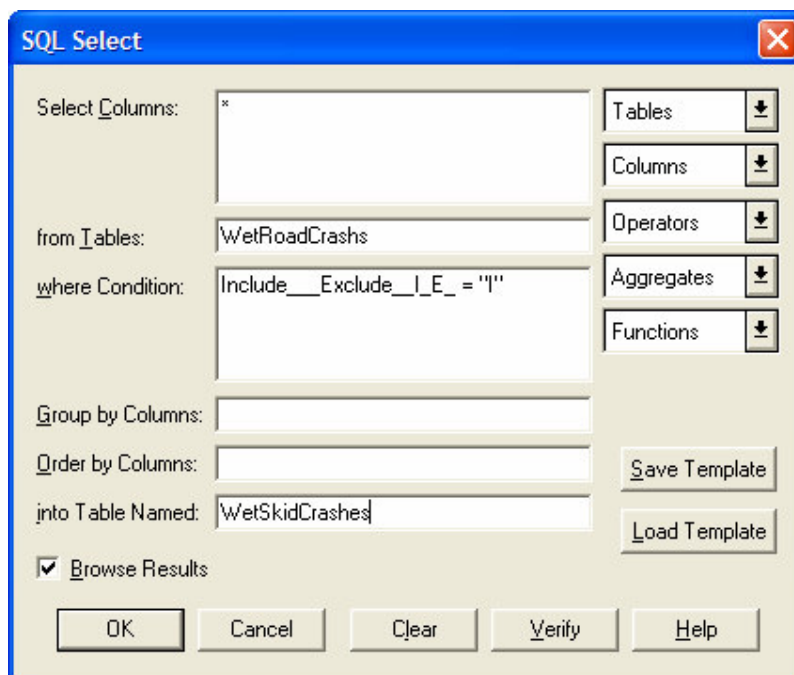 SQL Select
Select Columns:
*
Tables
Columns
from Tables:
WetRoadCrashs
Operators
where Condition:
Include___Exclude__I_E_ = "I"
Aggregates
Functions
Group by Columns:
Order by Columns:
Save Template
into Table Named:
WetSkidCrashes
Load Template
Browse Results
OK
Cancel
Clear
Verify
Help